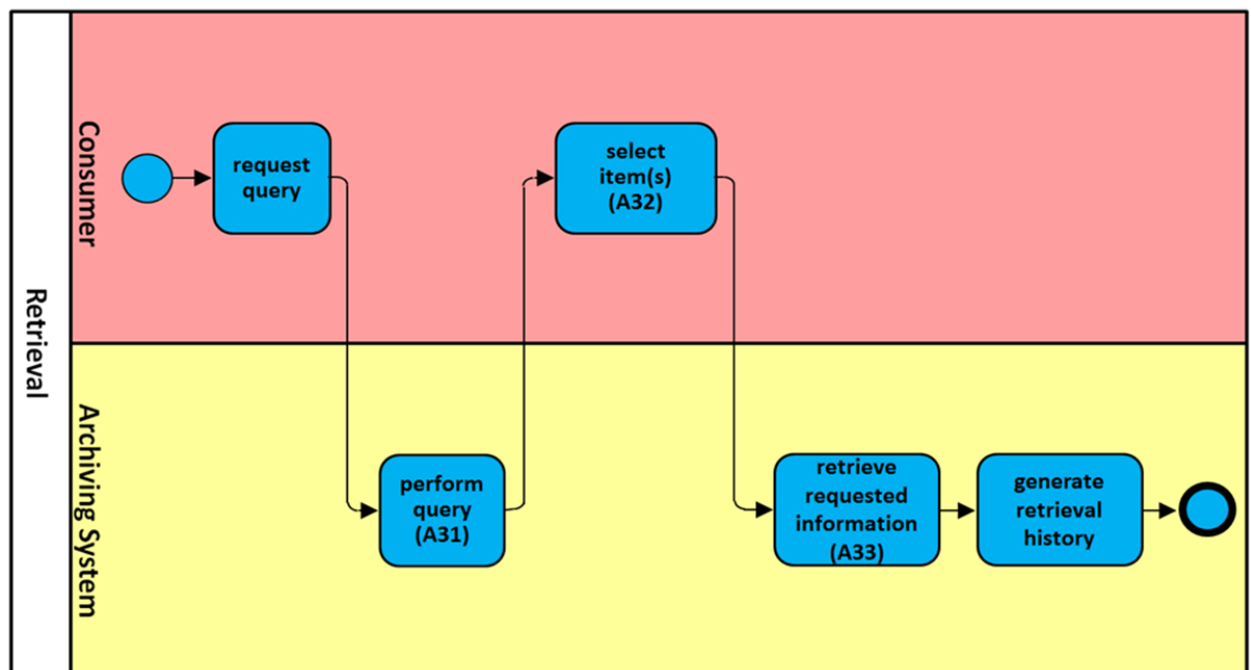 Retrieval
Consumer
request
query
select
item(s)
(A32)
Archiving System
perform
query
(A31)
retrieve
requested
information
(A33)
generate
retrieval
history